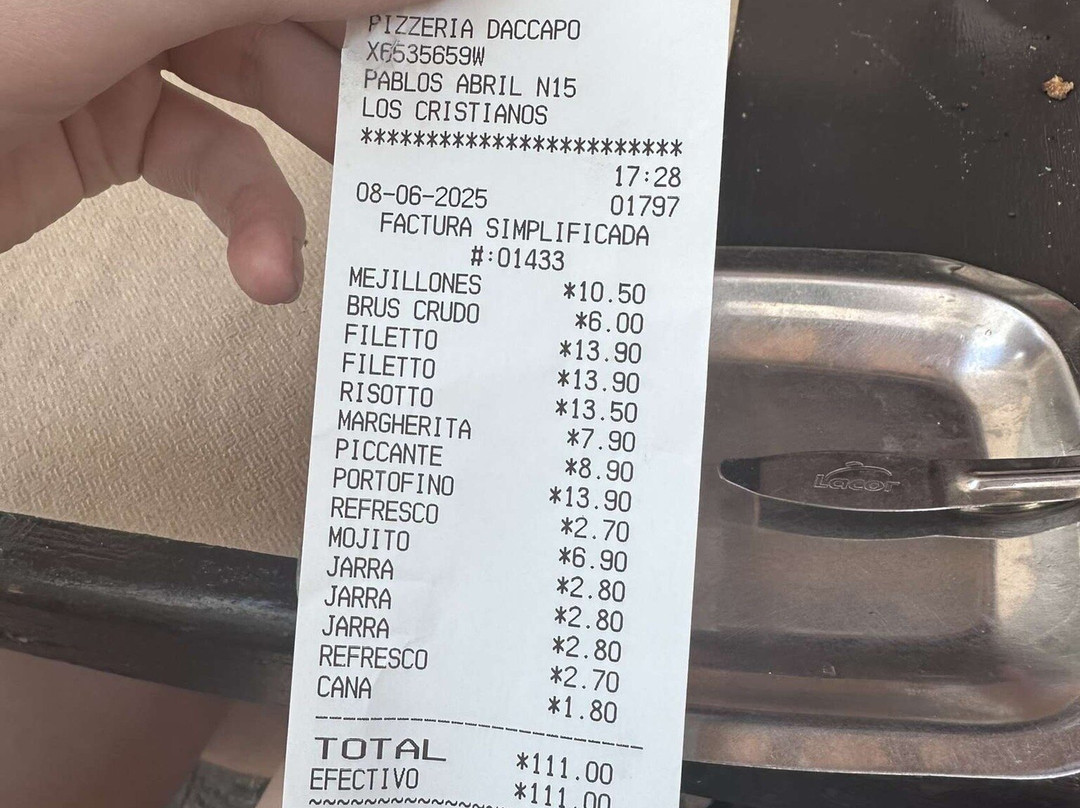 PIZZERIA DACCAPO
X6535659W
PABLOS ABRIL N15
LOS CRISTIANOS
************************
17:28
08-06-2025 01797
FACTURA SIMPLIFICADA
#:01433
MEJILLONES *10.50
BRUS CRUDO *6.00
FILETTO *13.90
FILETTO *13.90
RISOTTO *13.50
MARGHERITA *7.90
PICCANTE *8.90
PORTOFINO *13.90
REFRESCO *2.70
MOJITO *6.90
JARRA *2.80
JARRA *2.80
JARRA *2.80
REFRESCO *2.70
CANA *1.80
TOTAL *111.00
EFECTIVO *111.00
Lacor